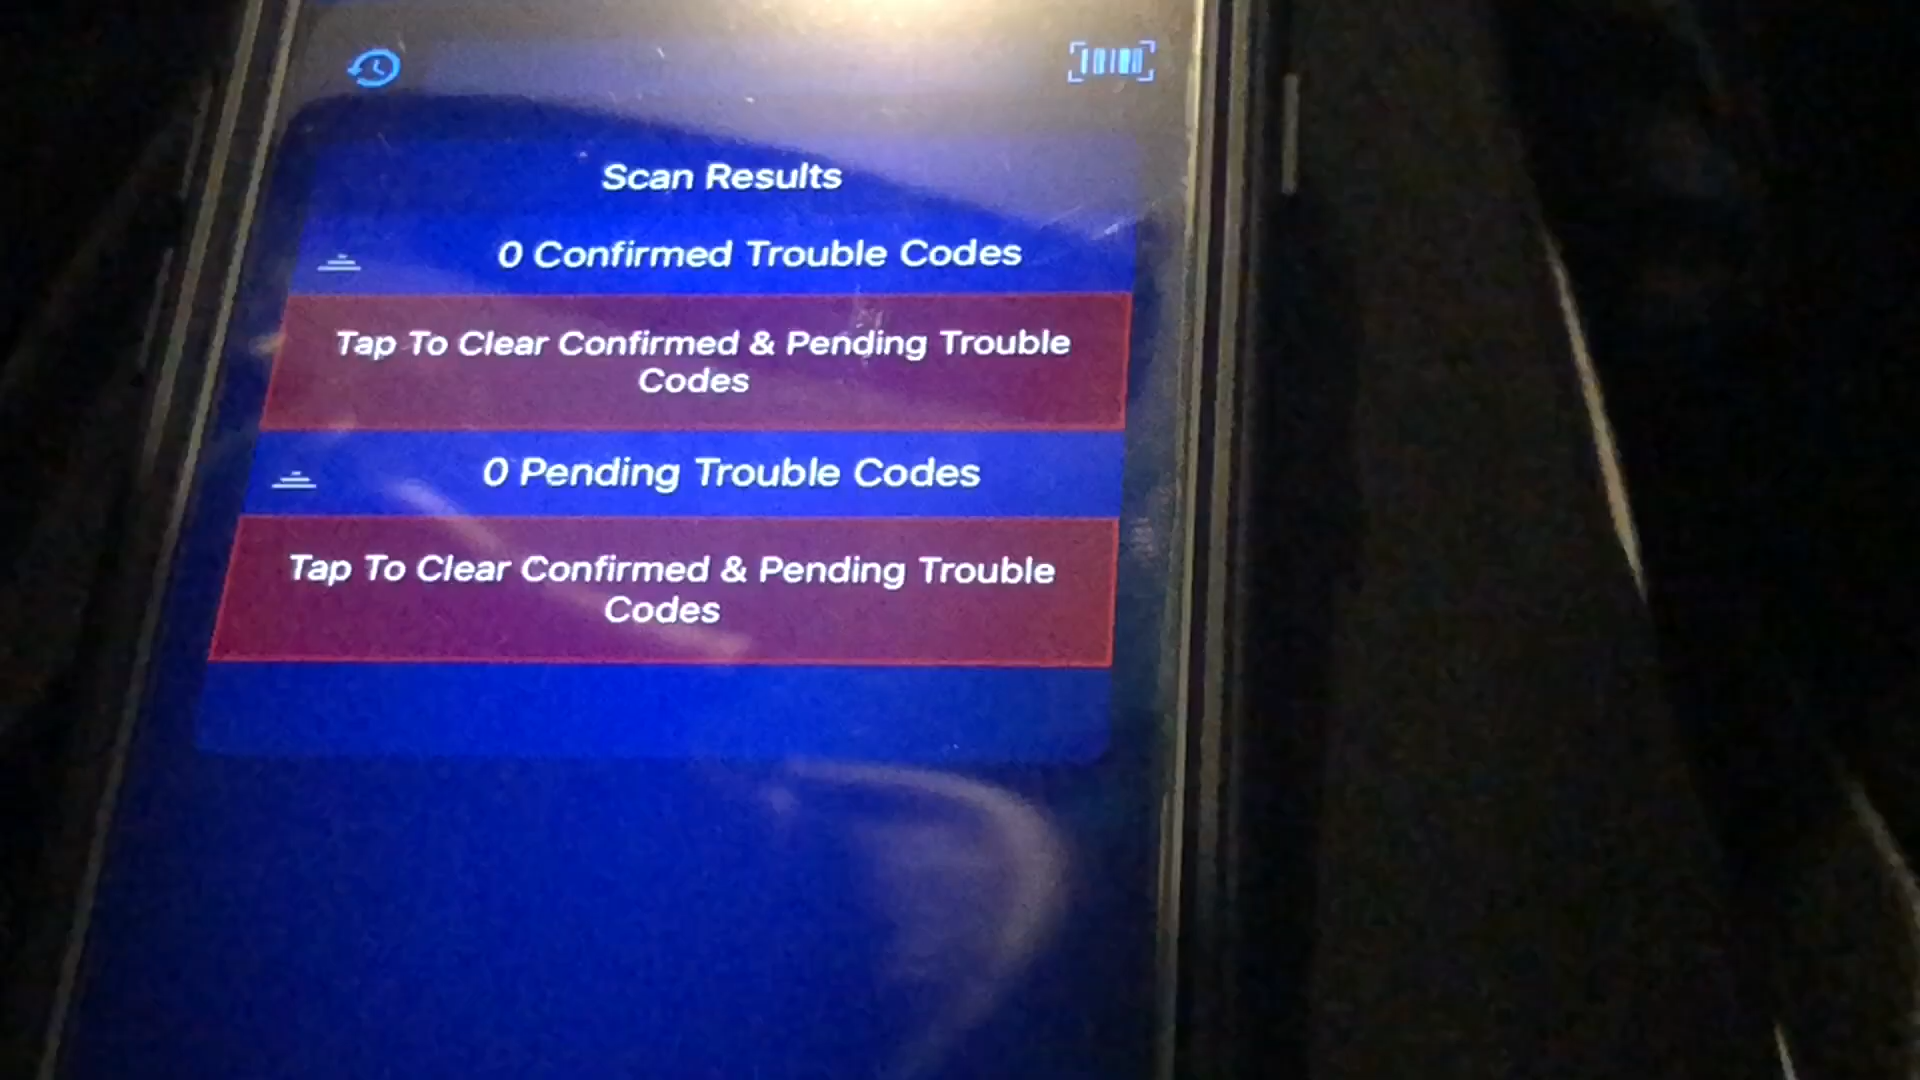 Scan Results
0 Confirmed Trouble Codes
Tap To Clear Confirmed & Pending Trouble
Codes
0 Pending Trouble Codes
Tap To Clear Confirmed & Pending Trouble
Codes